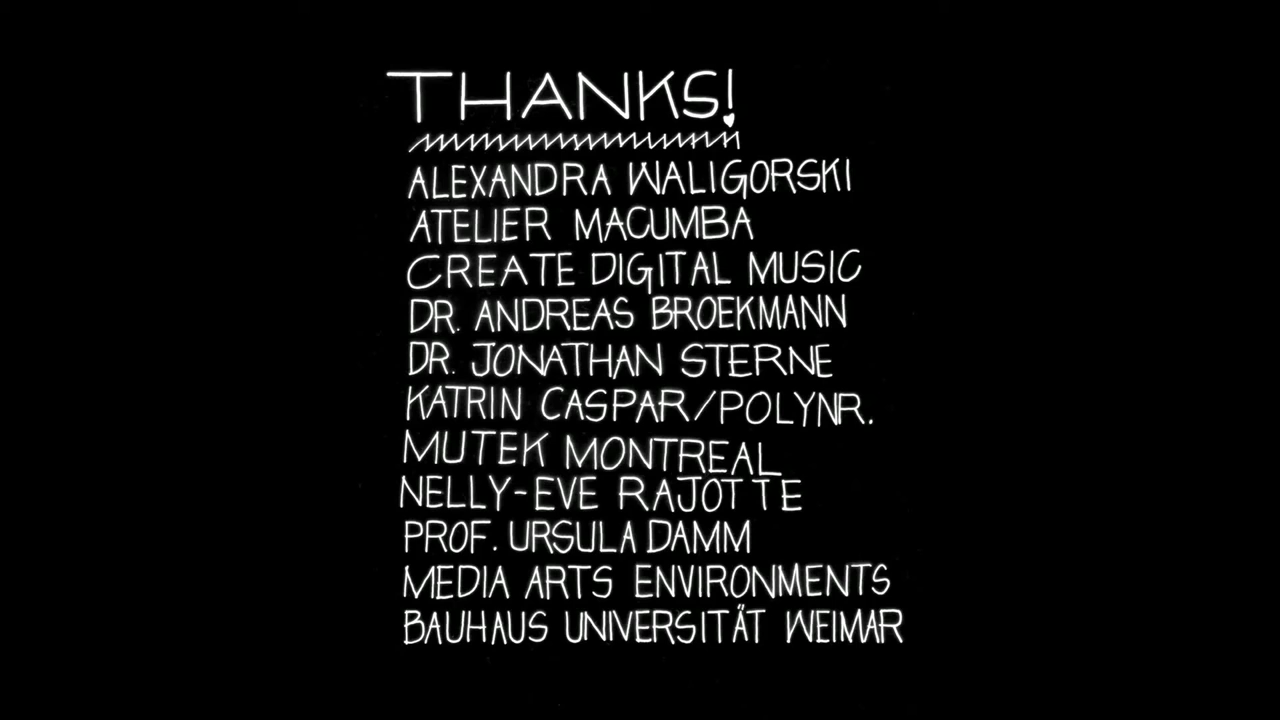 THANKS!
ALEXANDRA WALIGORSKI
ATELIER MACUMBA
CREATE DIGITAL MUSIC
DR. ANDREAS BROEKMANN
DR. JONATHAN STERNE
KATRIN CASPAR/POLYNR.
MUTEK MONTREAL
NELLY-EVE RAJOTTE
PROF. URSULA DAMM
MEDIA ARTS ENVIRONMENTS
BAUHAUS UNIVERSITÄT WEIMAR